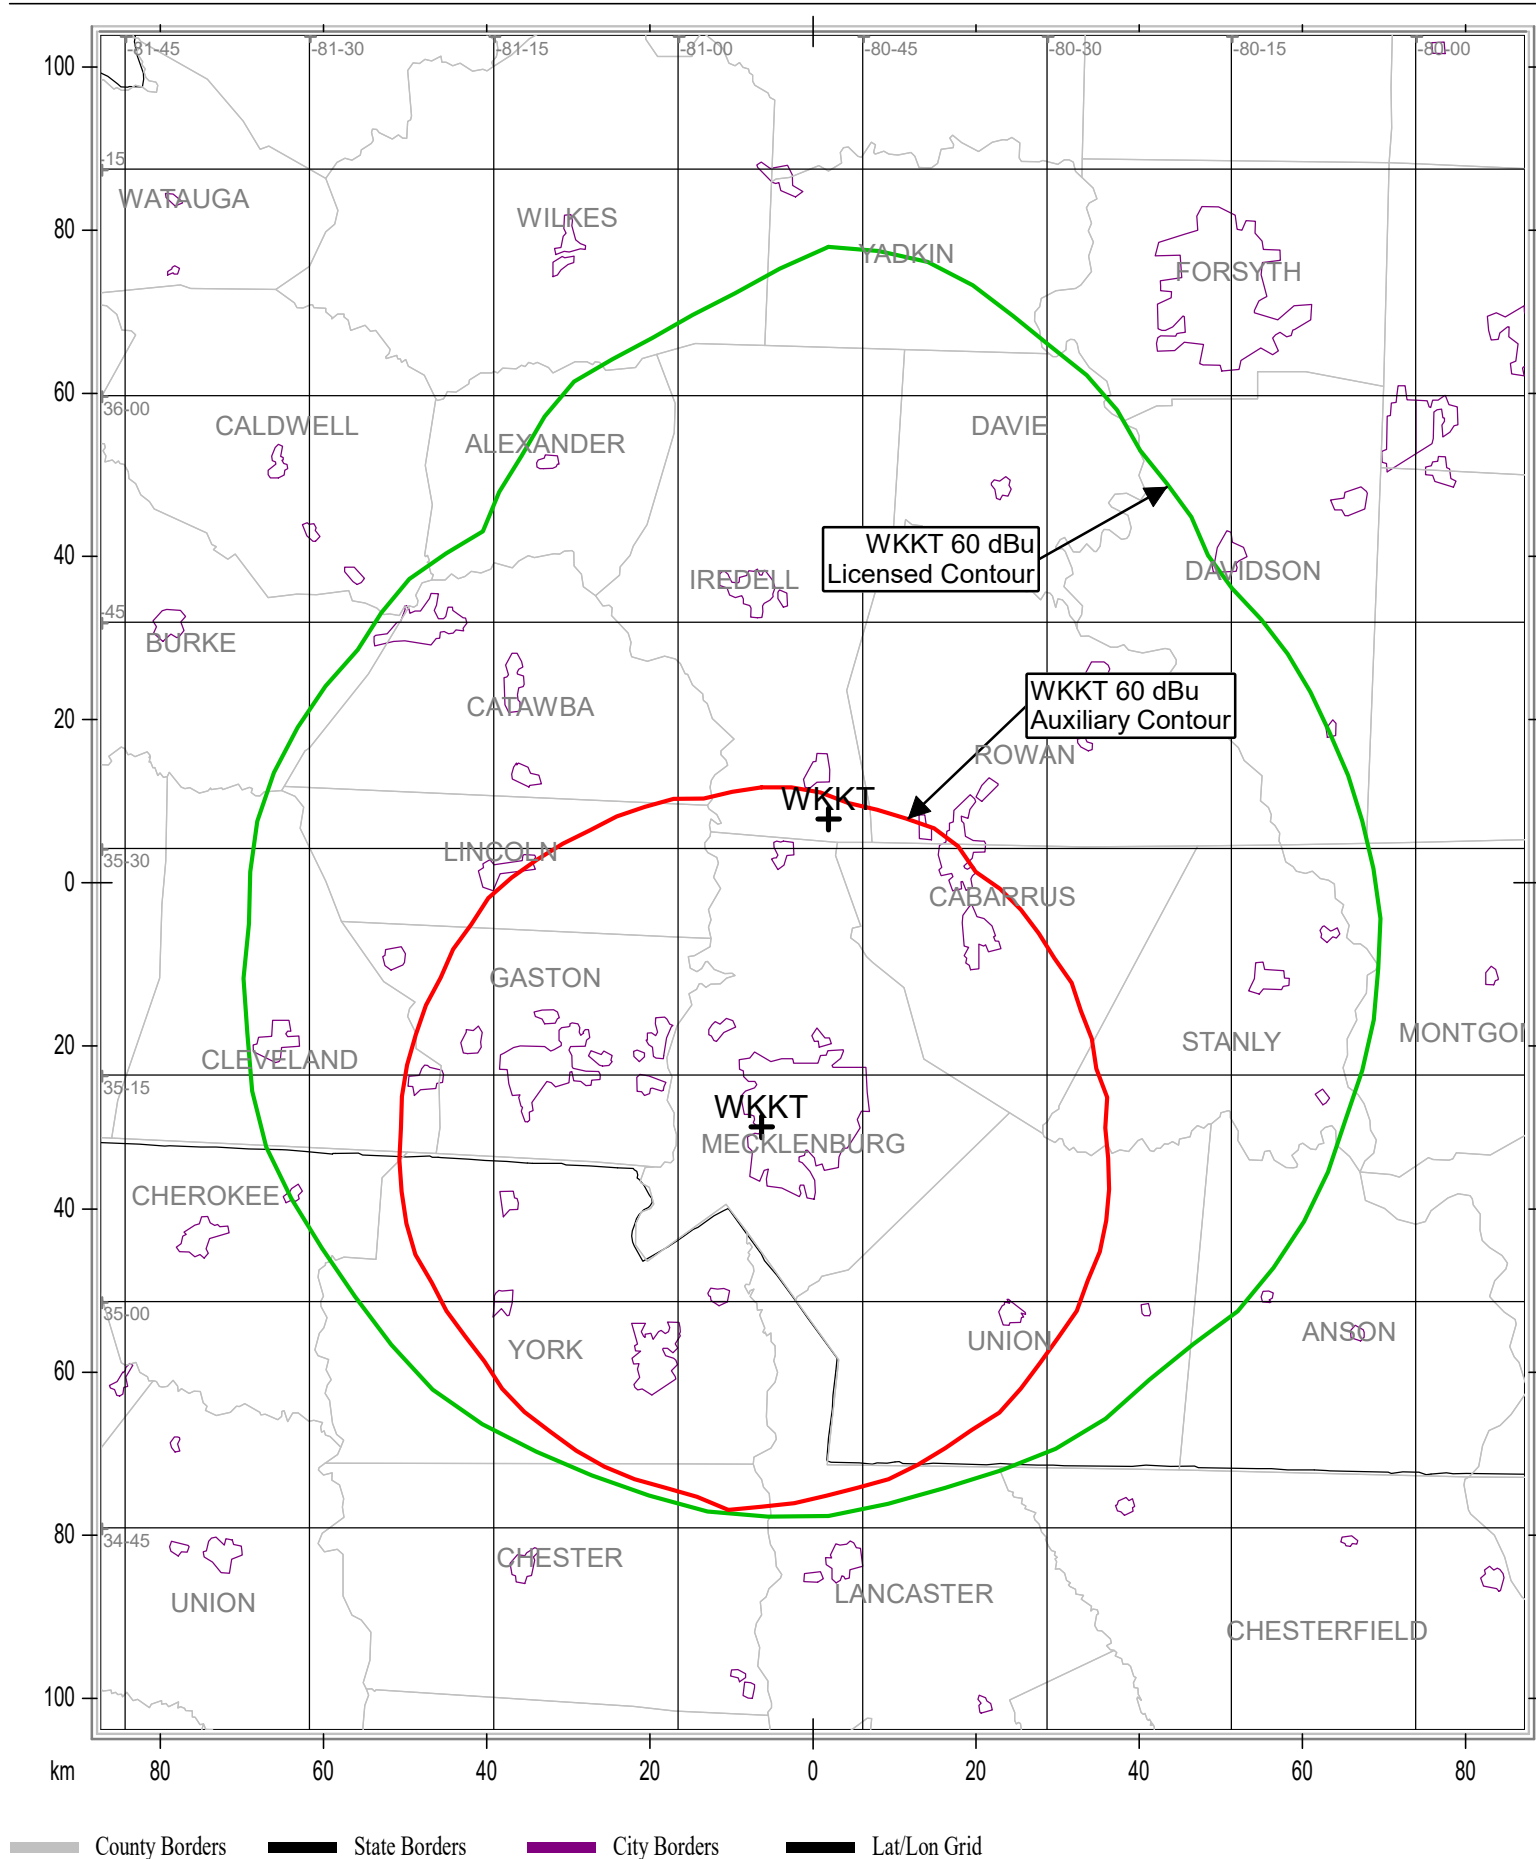 -81-45 -81-30 -81-15 -81-00 -80-45 -80-30 -80-15 -80-00
100
-15
WATAUGA
WILKES
80
YADKIN
FORSYTH
60
36-00
CALDWELL
ALEXANDER
DAVIE
WKKT 60 dBu
Licensed Contour
40
IREDELL
DAVIDSON
-45
BURKE
WKKT 60 dBu
Auxiliary Contour
CATAWBA
20
ROWAN
WKKT
LINCOLN
35-30
0
CABARRUS
GASTON
20
CLEVELAND
STANLY
MONTGO
35-15
WKKT
MECKLENBURG
CHEROKEE
40
35-00
YORK
UNION
ANSON
60
34-45
80
CHESTER
UNION
LANCASTER
CHESTERFIELD
100
km 80 60 40 20 0 20 40 60 80
County Borders State Borders City Borders Lat/Lon Grid